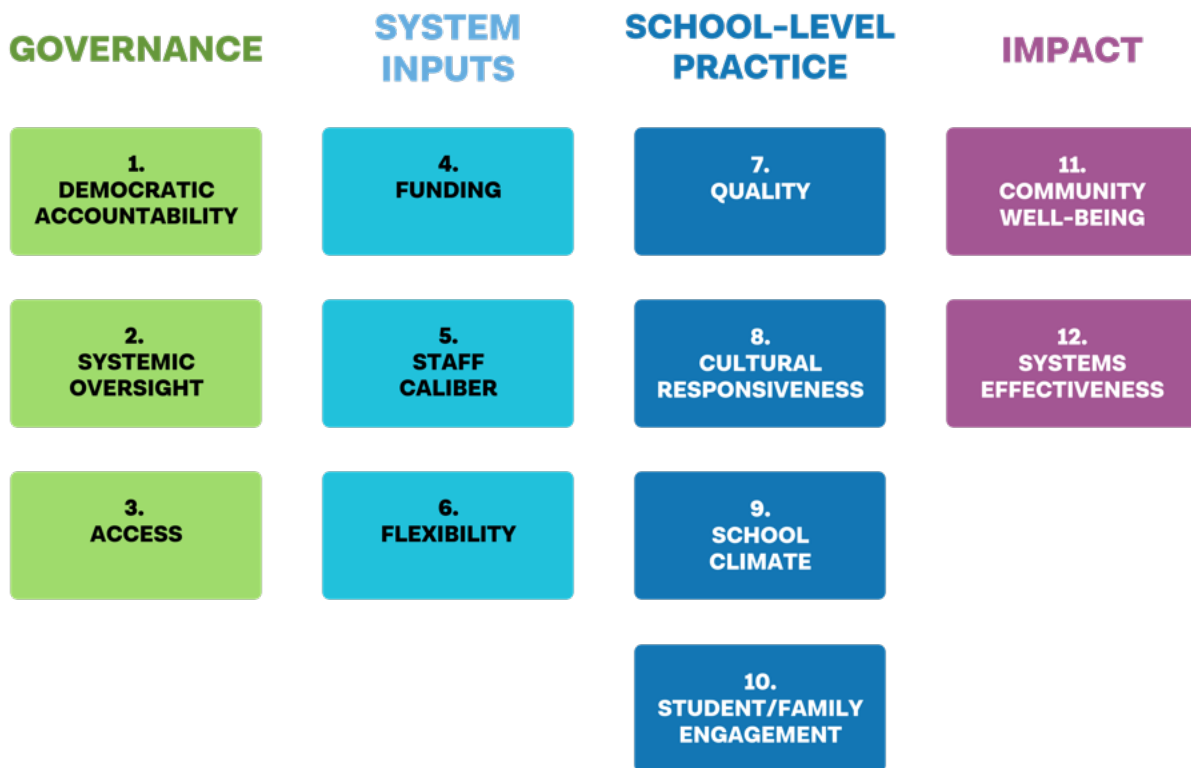 GOVERNANCE
1.
DEMOCRATIC
ACCOUNTABILITY
2.
SYSTEMIC
OVERSIGHT
3.
ACCESS
SYSTEM
INPUTS
4.
FUNDING
5.
STAFF
CALIBER
6.
FLEXIBILITY
SCHOOL-LEVEL
PRACTICE
7.
QUALITY
8.
CULTURAL
RESPONSIVENESS
9.
SCHOOL
CLIMATE
10.
STUDENT/FAMILY
ENGAGEMENT
IMPACT
11.
COMMUNITY
WELL-BEING
12.
SYSTEMS
EFFECTIVENESS